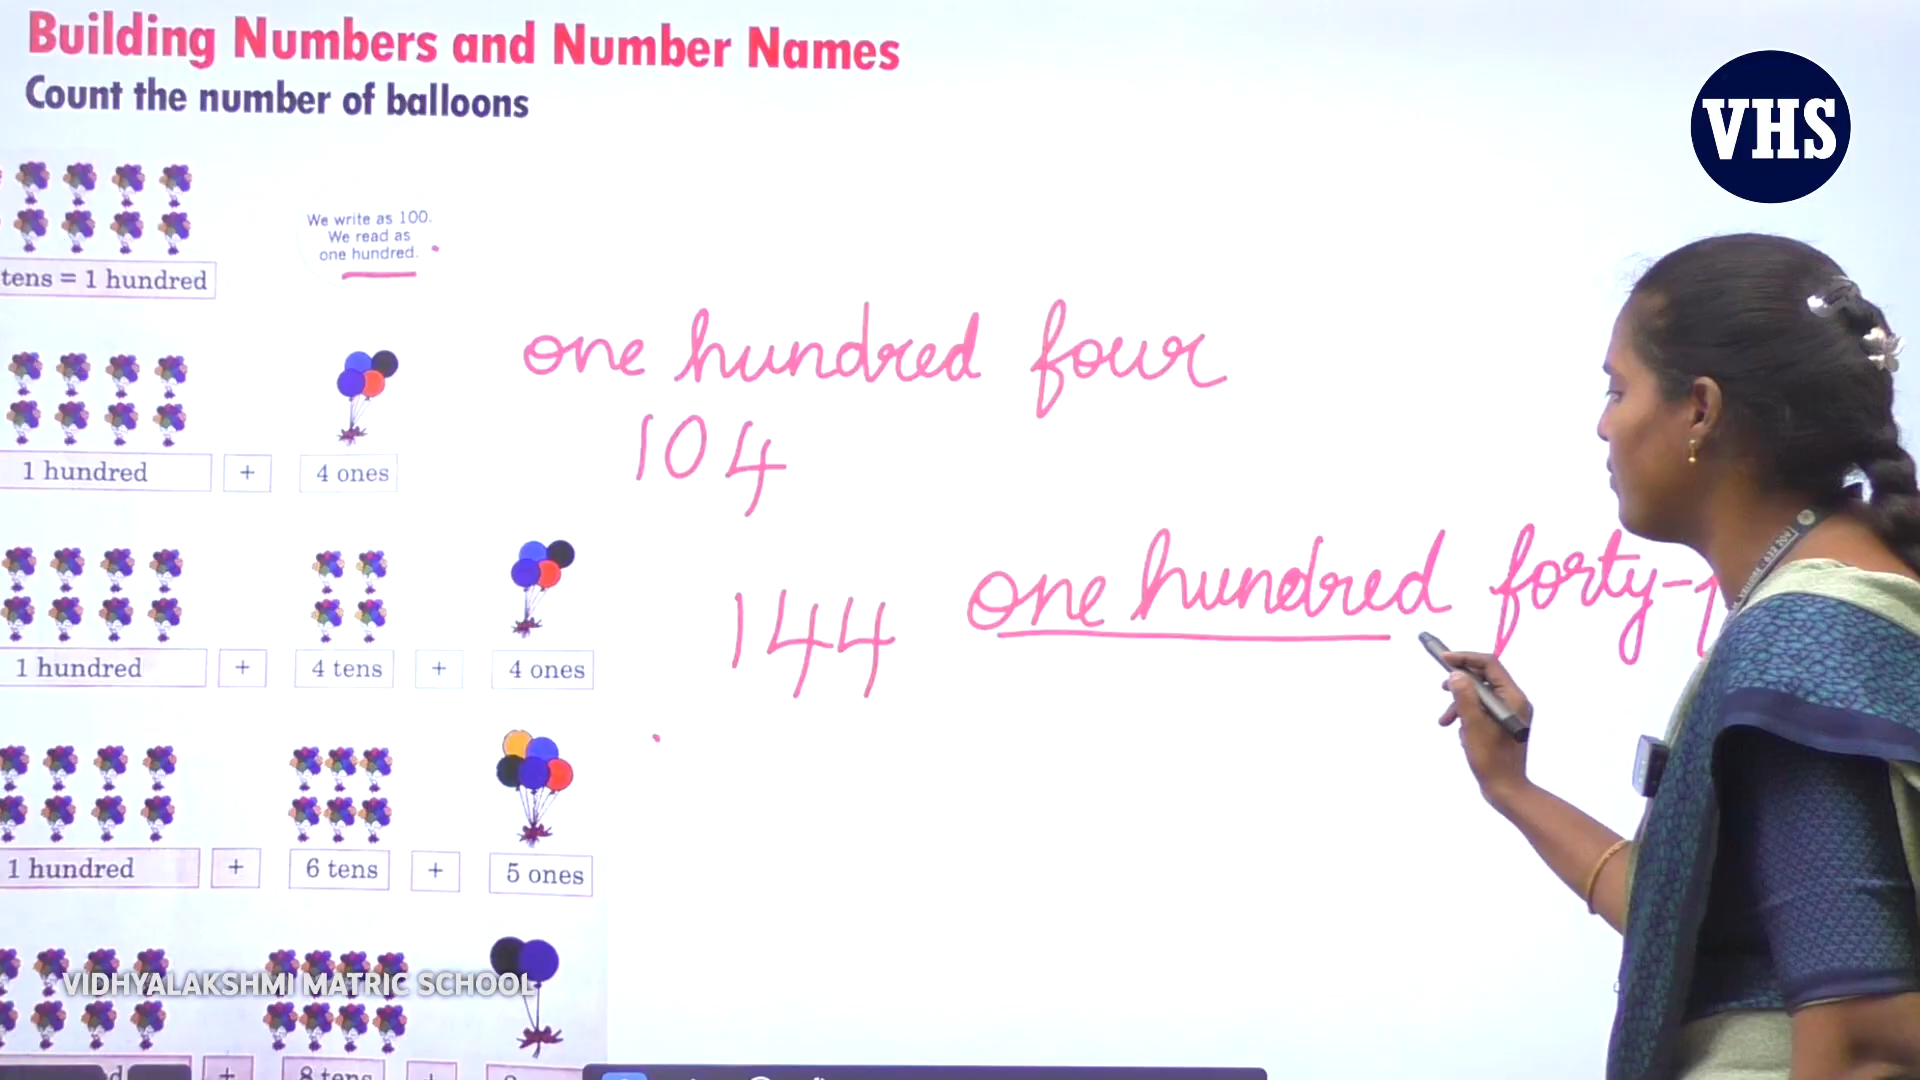 Building Numbers and Number Names
Count the number of balloons
VHS
We write as 100.
We read as
one hundred.
tens = 1 hundred
one hundred four
104
1 hundred + 4 ones
144 one hundred forty-
1 hundred + 4 tens + 4 ones
1 hundred + 6 tens + 5 ones
VIDHYALAKSHMI MATRIC SCHOOL
+ 8 tens +